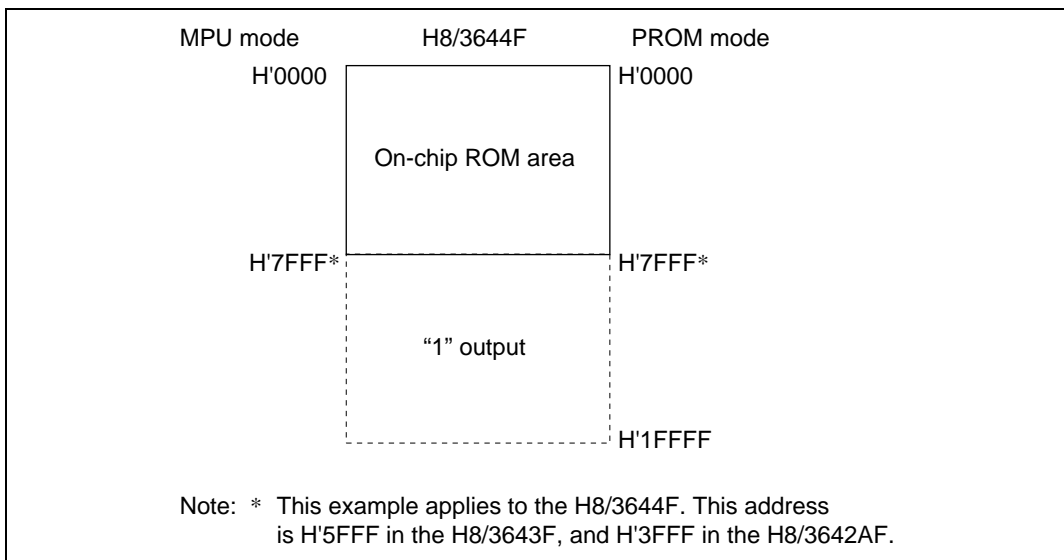 MPU mode H8/3644F PROM mode
H'0000 H'0000
On-chip ROM area
H'7FFF* H'7FFF*
“1” output
H'1FFFF
Note: * This example applies to the H8/3644F. This address
is H'5FFF in the H8/3643F, and H'3FFF in the H8/3642AF.